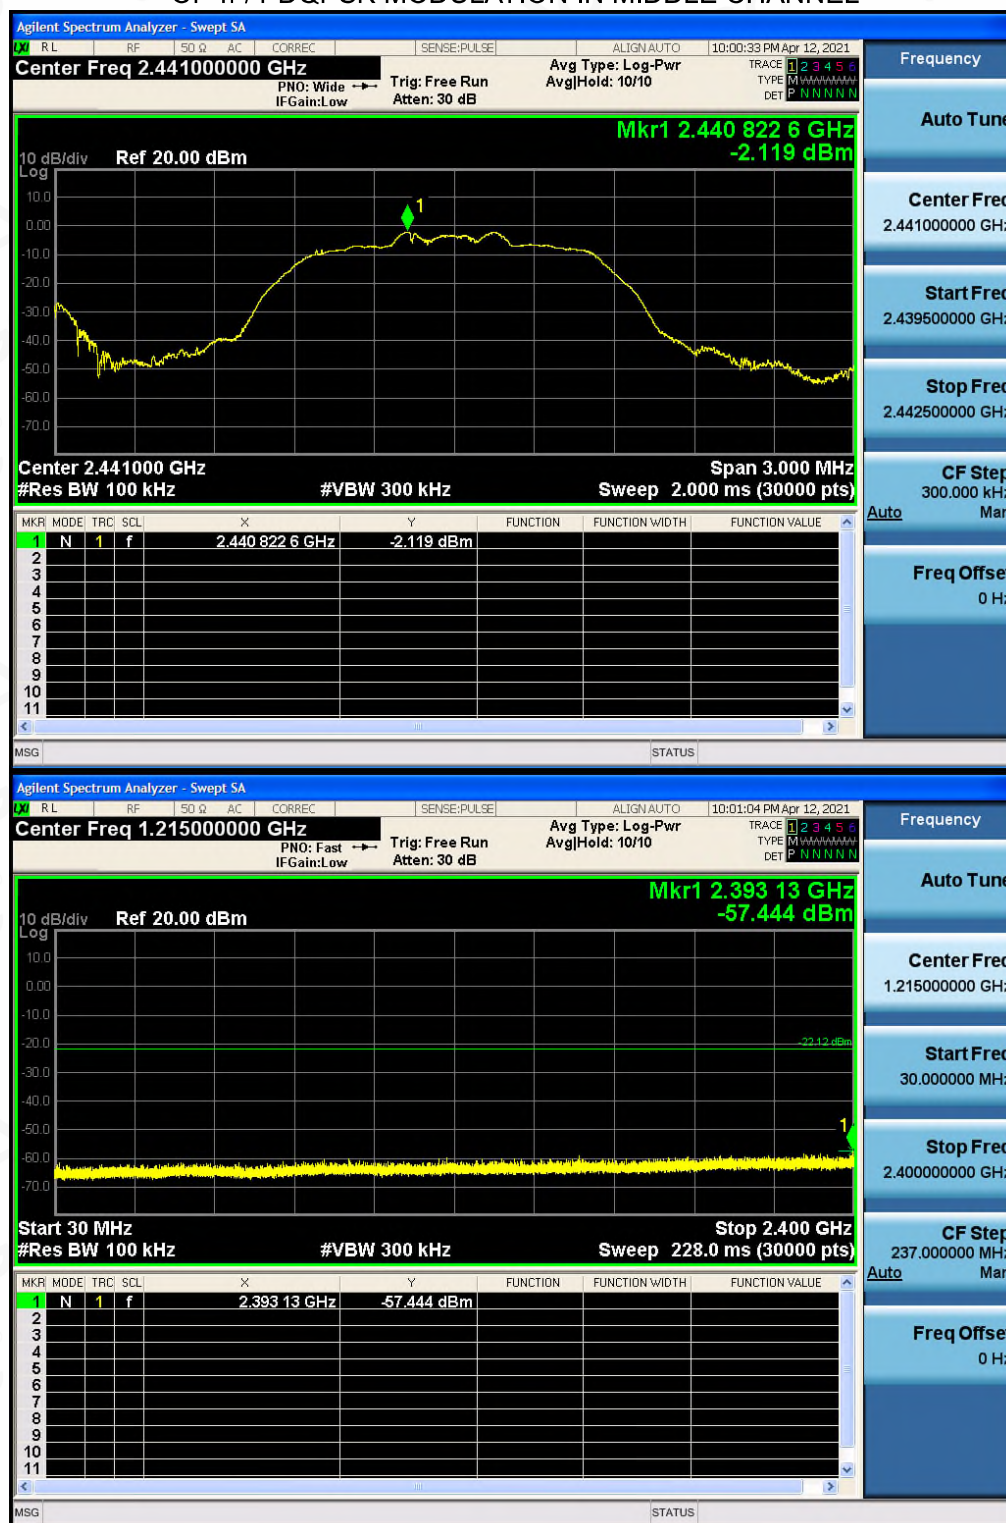 MODULATION IN MIDDLE CHANNEL
Agilent Spectrum Analyzer - Swept SA
LXI RL RF 50 Ω AC CORREC SENSE:PULSE ALIGN AUTO 10:00:33 PM Apr 12, 2021
Center Freq 2.441000000 GHz
PNO: Wide
IFGain:Low
Trig: Free Run
Atten: 30 dB
Avg Type: Log-Pwr
Avg|Hold: 10/10
TRACE 1 2 3 4 5 6
TYPE M
DET P N N N N N
Frequency
Auto Tune
Center Freq
2.441000000 GHz
Start Freq
2.439500000 GHz
Stop Freq
2.442500000 GHz
CF Step
300.000 kHz
Auto Man
Freq Offset
0 Hz
Mkr1 2.440 822 6 GHz
-2.119 dBm
10 dB/div Ref 20.00 dBm
Log
10.0
0.00
-10.0
-20.0
-30.0
-40.0
-50.0
-60.0
-70.0
1
Center 2.441000 GHz Span 3.000 MHz
#Res BW 100 kHz #VBW 300 kHz Sweep 2.000 ms (30000 pts)
MKR MODE TRC SCL X Y FUNCTION FUNCTION WIDTH FUNCTION VALUE
1 N 1 f 2.440 822 6 GHz -2.119 dBm
2
3
4
5
6
7
8
9
10
11
MSG STATUS
Agilent Spectrum Analyzer - Swept SA
LXI RL RF 50 Ω AC CORREC SENSE:PULSE ALIGN AUTO 10:01:04 PM Apr 12, 2021
Center Freq 1.215000000 GHz
PNO: Fast
IFGain:Low
Trig: Free Run
Atten: 30 dB
Avg Type: Log-Pwr
Avg|Hold: 10/10
TRACE 1 2 3 4 5 6
TYPE M
DET P N N N N N
Frequency
Auto Tune
Center Freq
1.215000000 GHz
Start Freq
30.000000 MHz
Stop Freq
2.400000000 GHz
CF Step
237.000000 MHz
Auto Man
Freq Offset
0 Hz
Mkr1 2.393 13 GHz
-57.444 dBm
10 dB/div Ref 20.00 dBm
Log
10.0
0.00
-10.0
-20.0
-30.0
-40.0
-50.0
-60.0
-70.0
-22.12 dBm
1
Start 30 MHz Stop 2.400 GHz
#Res BW 100 kHz #VBW 300 kHz Sweep 228.0 ms (30000 pts)
MKR MODE TRC SCL X Y FUNCTION FUNCTION WIDTH FUNCTION VALUE
1 N 1 f 2.393 13 GHz -57.444 dBm
2
3
4
5
6
7
8
9
10
11
MSG STATUS